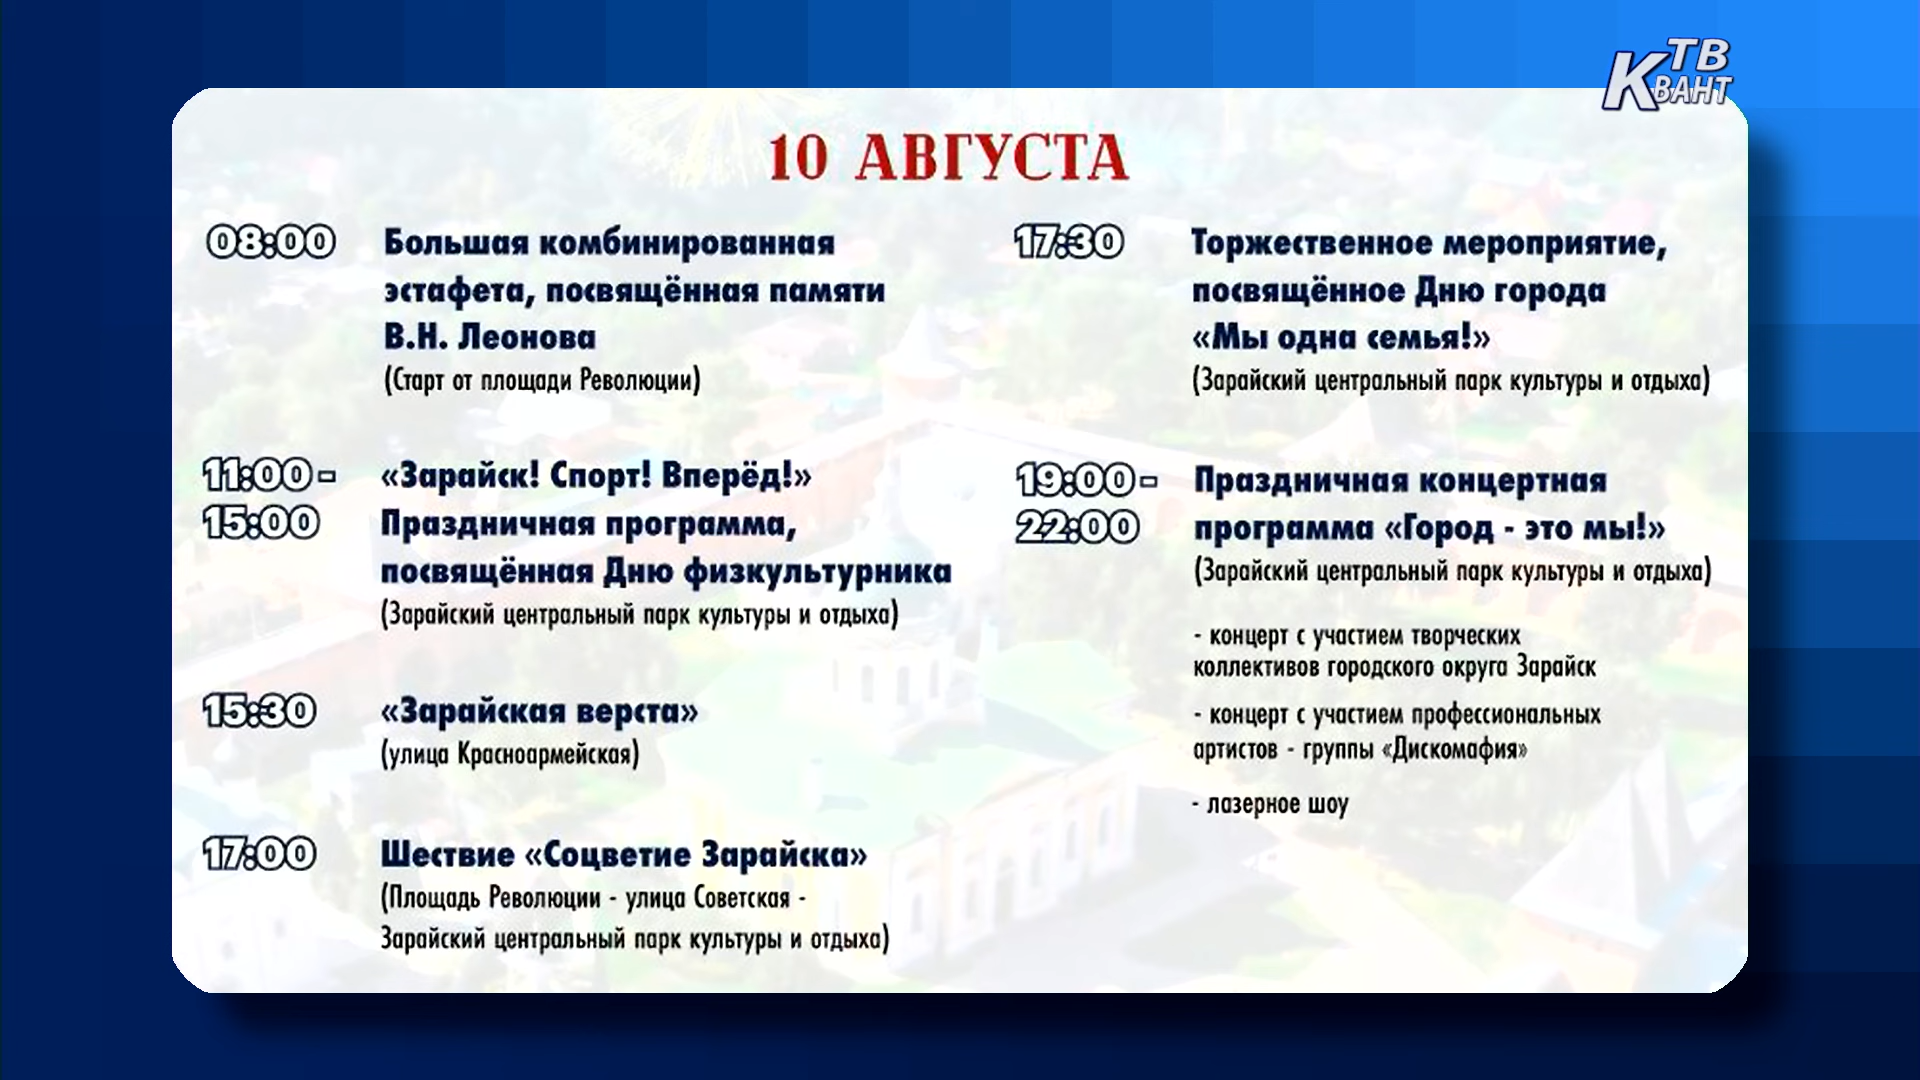 ТВ
КВАНТ
10 АВГУСТА
08:00
Большая комбинированная
эстафета, посвящённая памяти
В.Н. Леонова
(Старт от площади Революции)
11:00-
15:00
«Зарайск! Спорт! Вперёд!»
Праздничная программа,
посвящённая Дню физкультурника
(Зарайский центральный парк культуры и отдыха)
15:30
«Зарайская верста»
(улица Красноармейская)
17:00
Шествие «Соцветие Зарайска»
(Площадь Революции - улица Советская -
Зарайский центральный парк культуры и отдыха)
17:30
Торжественное мероприятие,
посвящённое Дню города
«Мы одна семья!»
(Зарайский центральный парк культуры и отдыха)
19:00-
22:00
Праздничная концертная
программа «Город - это мы!»
(Зарайский центральный парк культуры и отдыха)
- концерт с участием творческих
коллективов городского округа Зарайск
- концерт с участием профессиональных
артистов - группы «Дискомафия»
- лазерное шоу